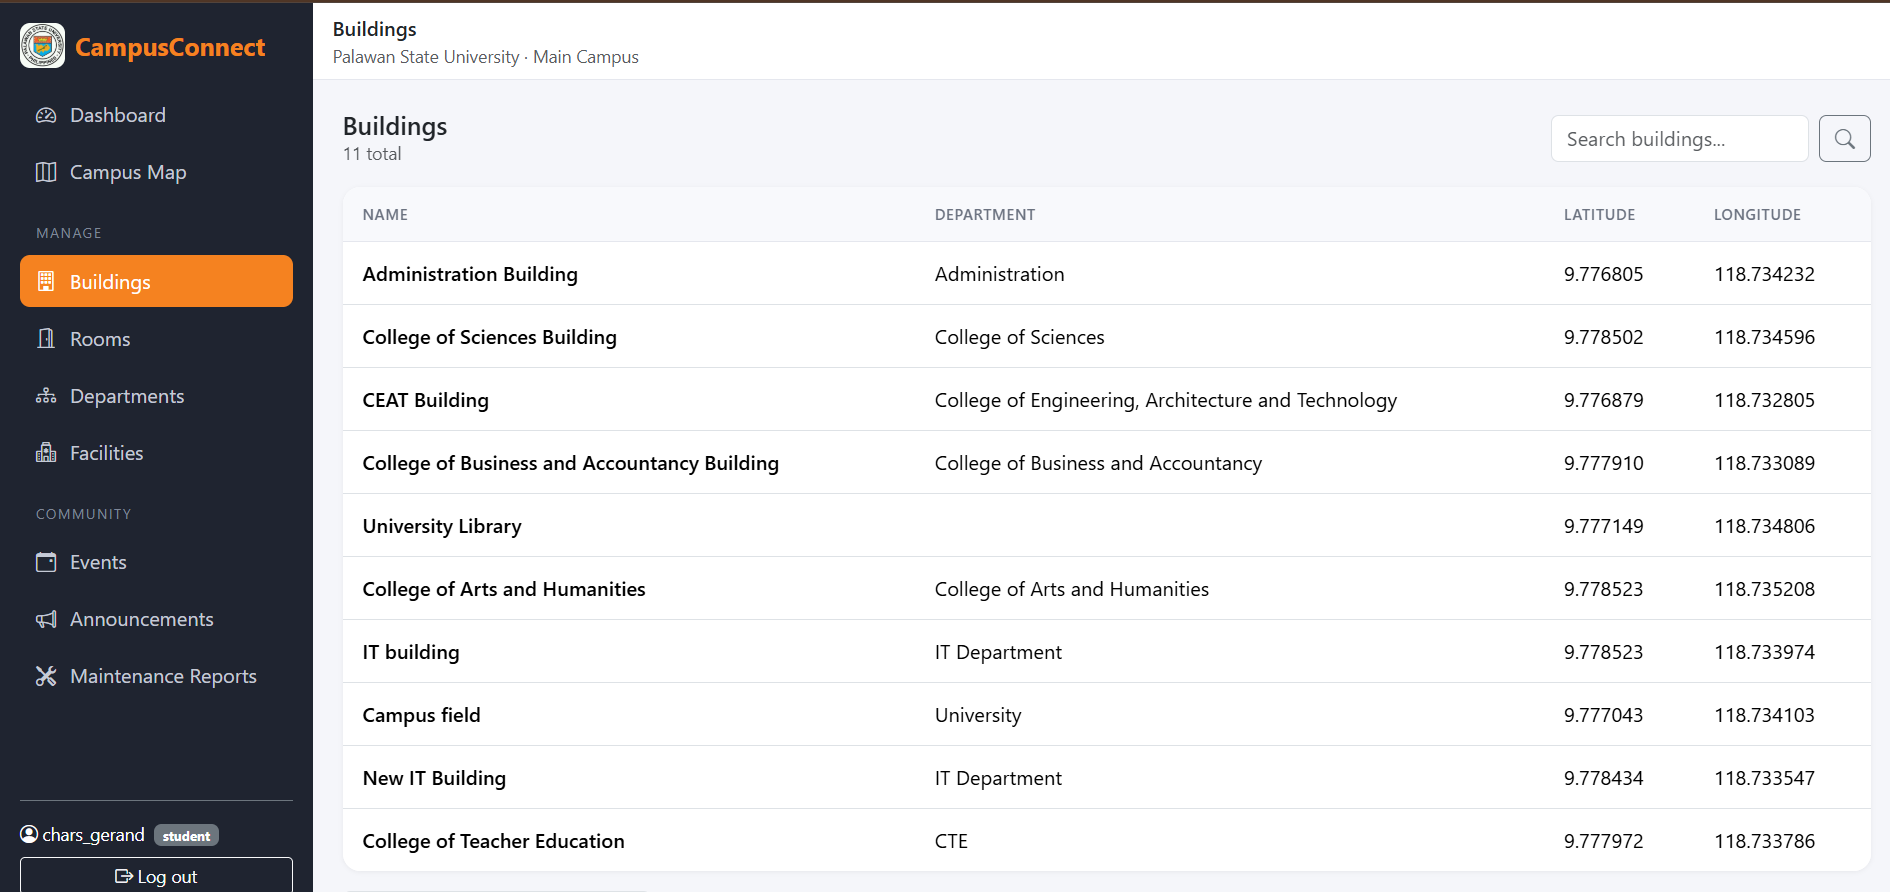 CampusConnect
Dashboard
Campus Map
MANAGE
Buildings
Rooms
Departments
Facilities
COMMUNITY
Events
Announcements
Maintenance Reports
chars_gerand student
Log out
Buildings
Palawan State University · Main Campus
Buildings
11 total
Search buildings...
NAME DEPARTMENT LATITUDE LONGITUDE
Administration Building Administration 9.776805 118.734232
College of Sciences Building College of Sciences 9.778502 118.734596
CEAT Building College of Engineering, Architecture and Technology 9.776879 118.732805
College of Business and Accountancy Building College of Business and Accountancy 9.777910 118.733089
University Library 9.777149 118.734806
College of Arts and Humanities College of Arts and Humanities 9.778523 118.735208
IT building IT Department 9.778523 118.733974
Campus field University 9.777043 118.734103
New IT Building IT Department 9.778434 118.733547
College of Teacher Education CTE 9.777972 118.733786